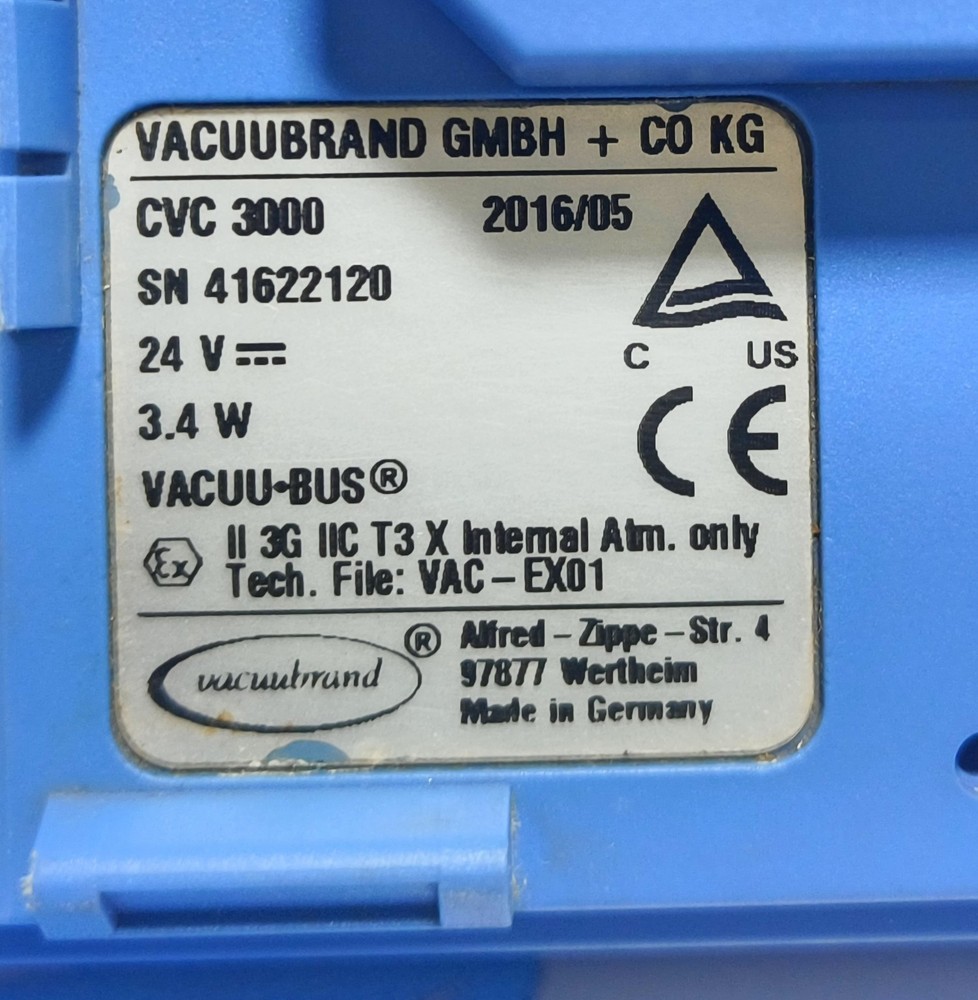 VACUUBRAND GMBH + CO KG
CVC 3000 2016/05
SN 41622120
24 V ⎓
C US
3.4 W
CE
VACUU•BUS®
Ex II 3G IIC T3 X Internal Atm. only
Tech. File: VAC-EX01
vacuubrand ®
Alfred-Zippe-Str. 4
97877 Wertheim
Made in Germany